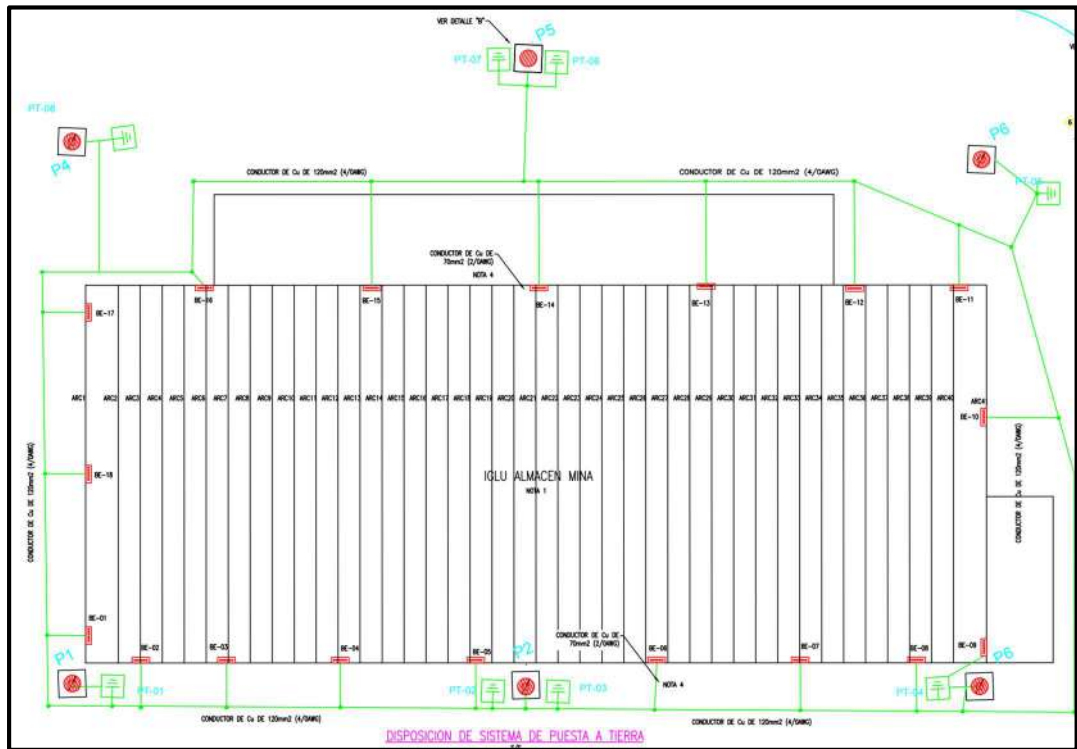 VER DETALLE "B"
P5
PT-07
PT-08
PT-06
P4
P6
PT-05
6
CONDUCTOR DE Cu DE 120mm2 (4/0AWG)
CONDUCTOR DE Cu DE 120mm2 (4/0AWG)
CONDUCTOR DE Cu DE
70mm2 (2/0AWG)
NOTA 4
BE-16
BE-15
BE-14
BE-13
BE-12
BE-11
BE-17
ARC1
ARC2
ARC3
ARC4
ARC5
ARC6
ARC7
ARC8
ARC9
ARC10
ARC11
ARC12
ARC13
ARC14
ARC15
ARC16
ARC17
ARC18
ARC19
ARC20
ARC21
ARC22
ARC23
ARC24
ARC25
ARC26
ARC27
ARC28
ARC29
ARC30
ARC31
ARC32
ARC33
ARC34
ARC35
ARC36
ARC37
ARC38
ARC39
ARC40
ARC41
BE-10
BE-18
IGLU ALMACEN MINA
NOTA 1
CONDUCTOR DE Cu DE 120mm2 (4/0AWG)
CONDUCTOR DE Cu DE 120mm2 (4/0AWG)
BE-01
BE-02
BE-03
BE-04
BE-05
CONDUCTOR DE Cu DE
70mm2 (2/0AWG)
BE-06
BE-07
BE-08
BE-09
NOTA 4
P1
P2
P6
PT-01
PT-02
PT-03
PT-04
CONDUCTOR DE Cu DE 120mm2 (4/0AWG)
CONDUCTOR DE Cu DE 120mm2 (4/0AWG)
DISPOSICION DE SISTEMA DE PUESTA A TIERRA